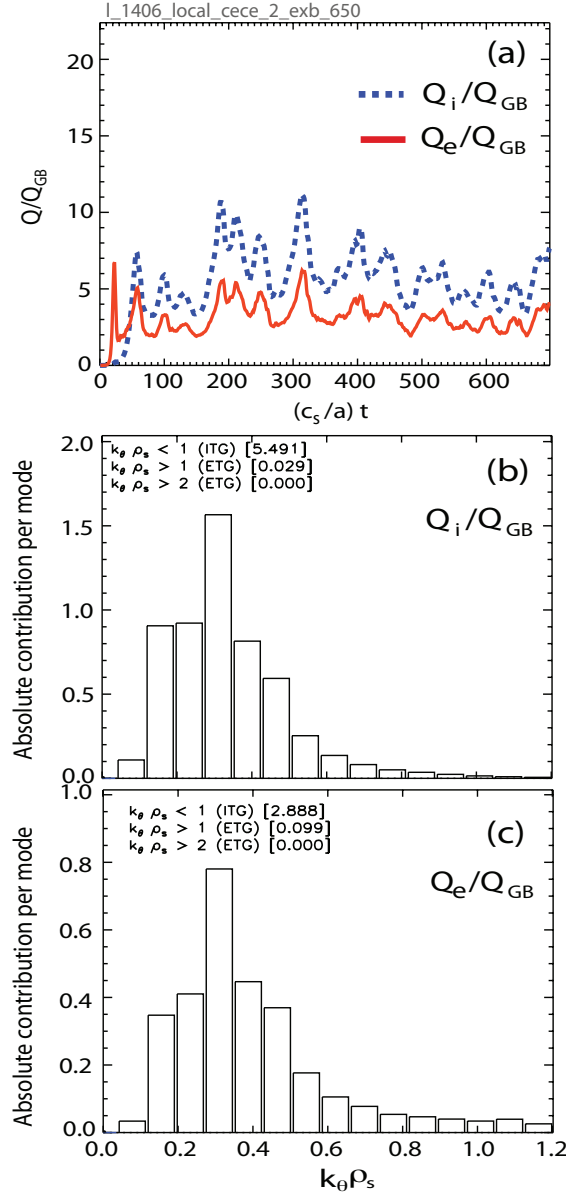 l_1406_local_cece_2_exb_650
(a)
Q_i/Q_GB
Q_e/Q_GB
Q/Q_GB
20
15
10
5
0
0 100 200 300 400 500 600
(c_s/a) t
(b)
k_θ ρ_s < 1 (ITG) [5.491]
k_θ ρ_s > 1 (ETG) [0.029]
k_θ ρ_s > 2 (ETG) [0.000]
Q_i/Q_GB
Absolute contribution per mode
2.0
1.5
1.0
0.5
0.0
(c)
k_θ ρ_s < 1 (ITG) [2.888]
k_θ ρ_s > 1 (ETG) [0.099]
k_θ ρ_s > 2 (ETG) [0.000]
Q_e/Q_GB
Absolute contribution per mode
1.0
0.8
0.6
0.4
0.2
0.0
0.0 0.2 0.4 0.6 0.8 1.0 1.2
k_θ ρ_s